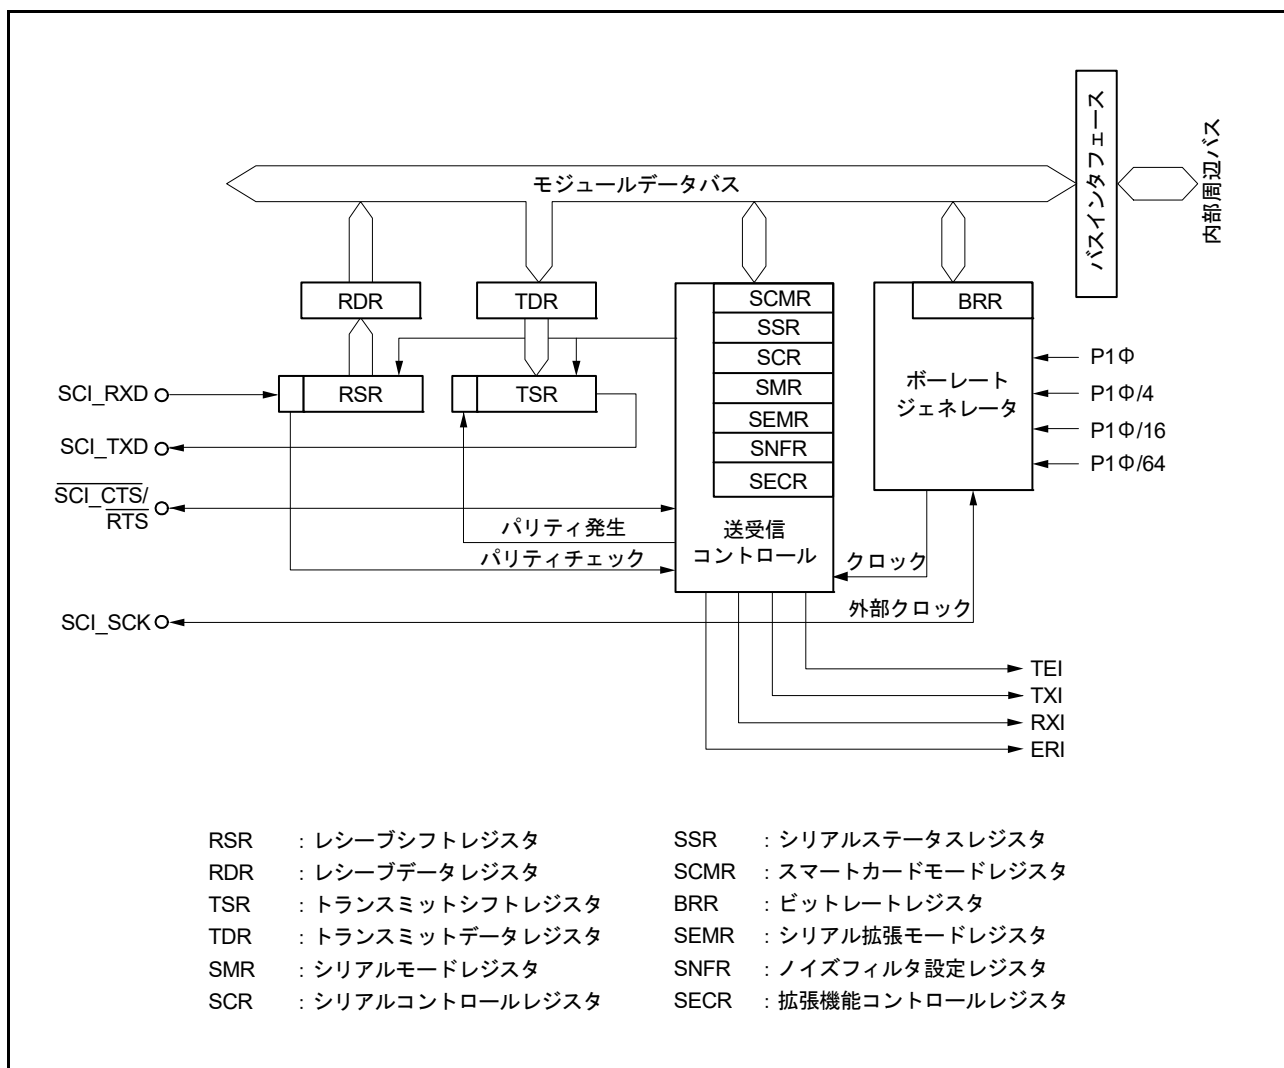 モジュールデータバス
バスインタフェース
内部周辺バス
RDR
TDR
SCMR
SSR
SCR
SMR
SEMR
SNFR
SECR
送受信
コントロール
BRR
ボーレート
ジェネレータ
P1Φ
P1Φ/4
P1Φ/16
P1Φ/64
SCI_RXD
RSR
TSR
SCI_TXD
SCI_CTS/
RTS
パリティ発生
パリティチェック
クロック
外部クロック
SCI_SCK
TEI
TXI
RXI
ERI
RSR : レシーブシフトレジスタ
RDR : レシーブデータレジスタ
TSR : トランスミットシフトレジスタ
TDR : トランスミットデータレジスタ
SMR : シリアルモードレジスタ
SCR : シリアルコントロールレジスタ
SSR : シリアルステータスレジスタ
SCMR : スマートカードモードレジスタ
BRR : ビットレートレジスタ
SEMR : シリアル拡張モードレジスタ
SNFR : ノイズフィルタ設定レジスタ
SECR : 拡張機能コントロールレジスタ